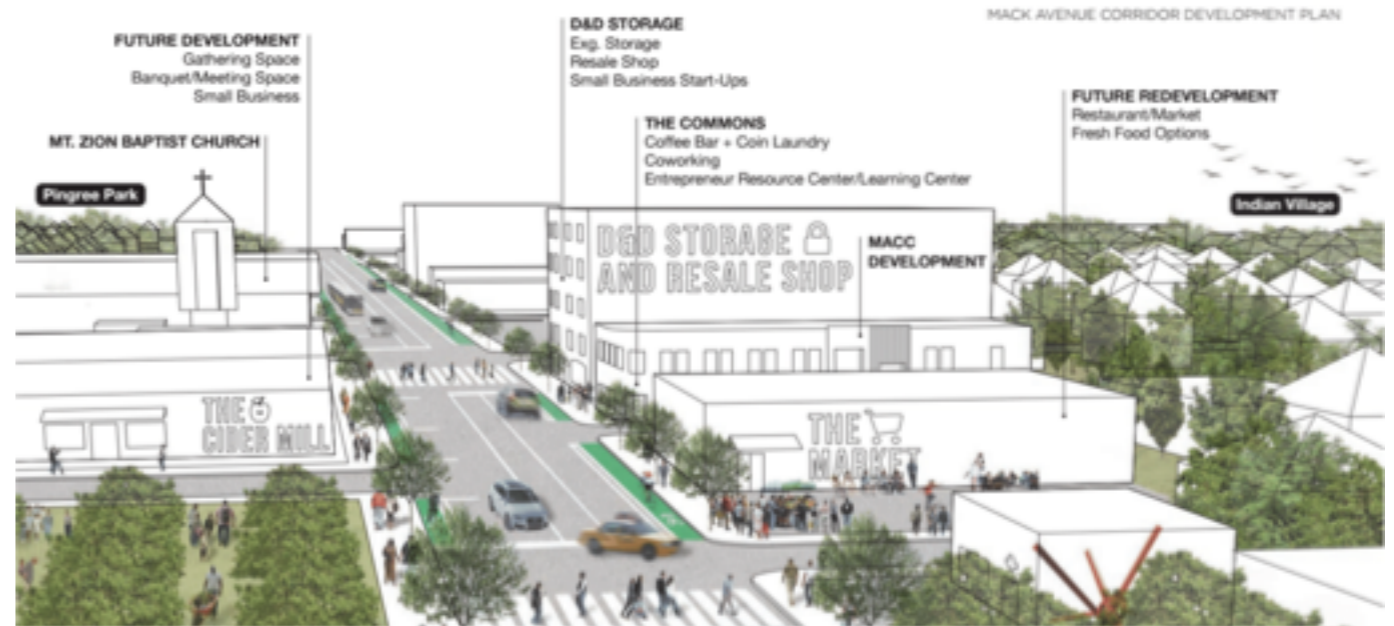 MACK AVENUE CORRIDOR DEVELOPMENT PLAN
FUTURE DEVELOPMENT
Gathering Space
Banquet/Meeting Space
Small Business
D&D STORAGE
Exg. Storage
Resale Shop
Small Business Start-Ups
FUTURE REDEVELOPMENT
Restaurant/Market
Fresh Food Options
THE COMMONS
Coffee Bar + Coin Laundry
Coworking
Entrepreneur Resource Center/Learning Center
MT. ZION BAPTIST CHURCH
Pingree Park
Indian Village
D&D STORAGE
AND RESALE SHOP
MACC
DEVELOPMENT
THE
CIDER MILL
THE
MARKET